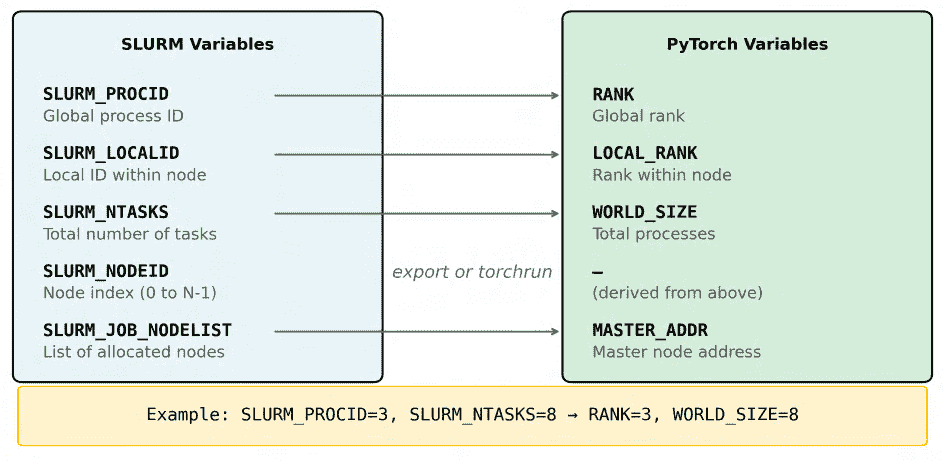 SLURM Variables
SLURM_PROCID
Global process ID
SLURM_LOCALID
Local ID within node
SLURM_NTASKS
Total number of tasks
SLURM_NODEID
Node index (0 to N-1)
SLURM_JOB_NODELIST
List of allocated nodes
export or torchrun
PyTorch Variables
RANK
Global rank
LOCAL_RANK
Rank within node
WORLD_SIZE
Total processes
—
(derived from above)
MASTER_ADDR
Master node address
Example: SLURM_PROCID=3, SLURM_NTASKS=8 → RANK=3, WORLD_SIZE=8